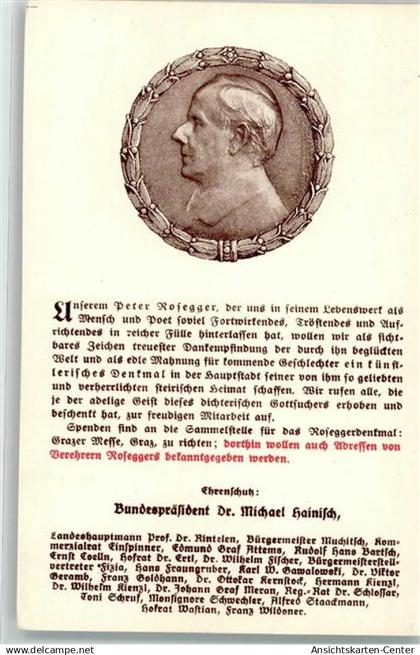 Unserem Peter Rosegger, der uns in seinem Lebenswerk als
Mensch und Poet soviel Fortwirkendes, Tröstendes und Auf-
richtendes in reicher Fülle hinterlassen hat, wollen wir als sicht-
bares Zeichen treuester Dankempfindung der durch ihn beglückten
Welt und als edle Mahnung für kommende Geschlechter ein künst-
lerisches Denkmal in der Hauptstadt seiner von ihm so geliebten
und verherrlichten steirischen Heimat schaffen. Wir rufen alle, die
je der adelige Geist dieses dichterischen Gottsuchers erhoben und
beschenkt hat, zur freudigen Mitarbeit auf.
Spenden sind an die Sammelstelle für das Roseggerdenkmal:
Grazer Messe, Graz, zu richten; dorthin wollen auch Adressen von
Verehrern Roseggers bekanntgegeben werden.
Ehrenschutz:
Bundespräsident Dr. Michael Hainisch,
Landeshauptmann Prof. Dr. Rintelen, Bürgermeister Muchitsch, Kom-
merzialrat Einspinner, Edmund Graf Attems, Rudolf Hans Bartsch,
Ernst Coelln, Hofrat Dr. Ertl, Dr. Wilhelm Fischer, Bürgermeisterstell-
vertreter Fizia, Hans Fraungruber, Karl W. Gawalowski, Dr. Viktor
Geramb, Franz Goldhann, Dr. Ottokar Kernstock, Hermann Kienzl,
Dr. Wilhelm Kienzl, Dr. Johann Graf Meran, Reg.-Rat Dr. Schlossar,
Toni Schruf, Monsignore Schwechler, Alfred Staackmann,
Hofrat Wastian, Franz Wildoner.
www.hippostcard.com
Ansichtskarten-Center